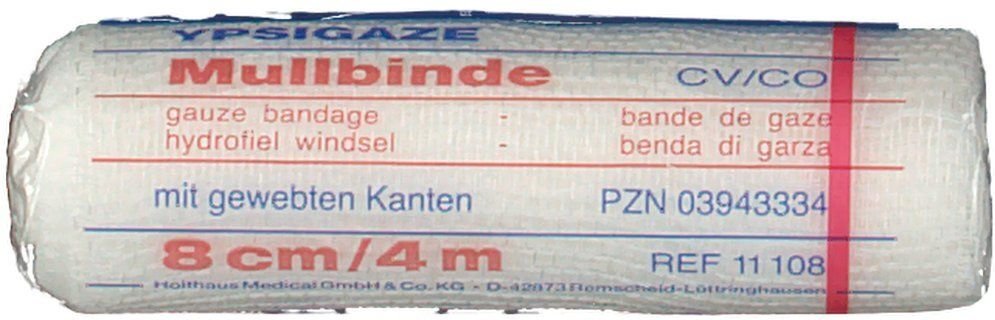 YPSIGAZE
Mullbinde CV/CO
gauze bandage - bande de gaze
hydrofiel windsel - benda di garza
mit gewebten Kanten PZN 03943334
8 cm/4 m REF 11 108
Holthaus Medical GmbH & Co. KG - D-42873 Remscheid-Lüttringhausen